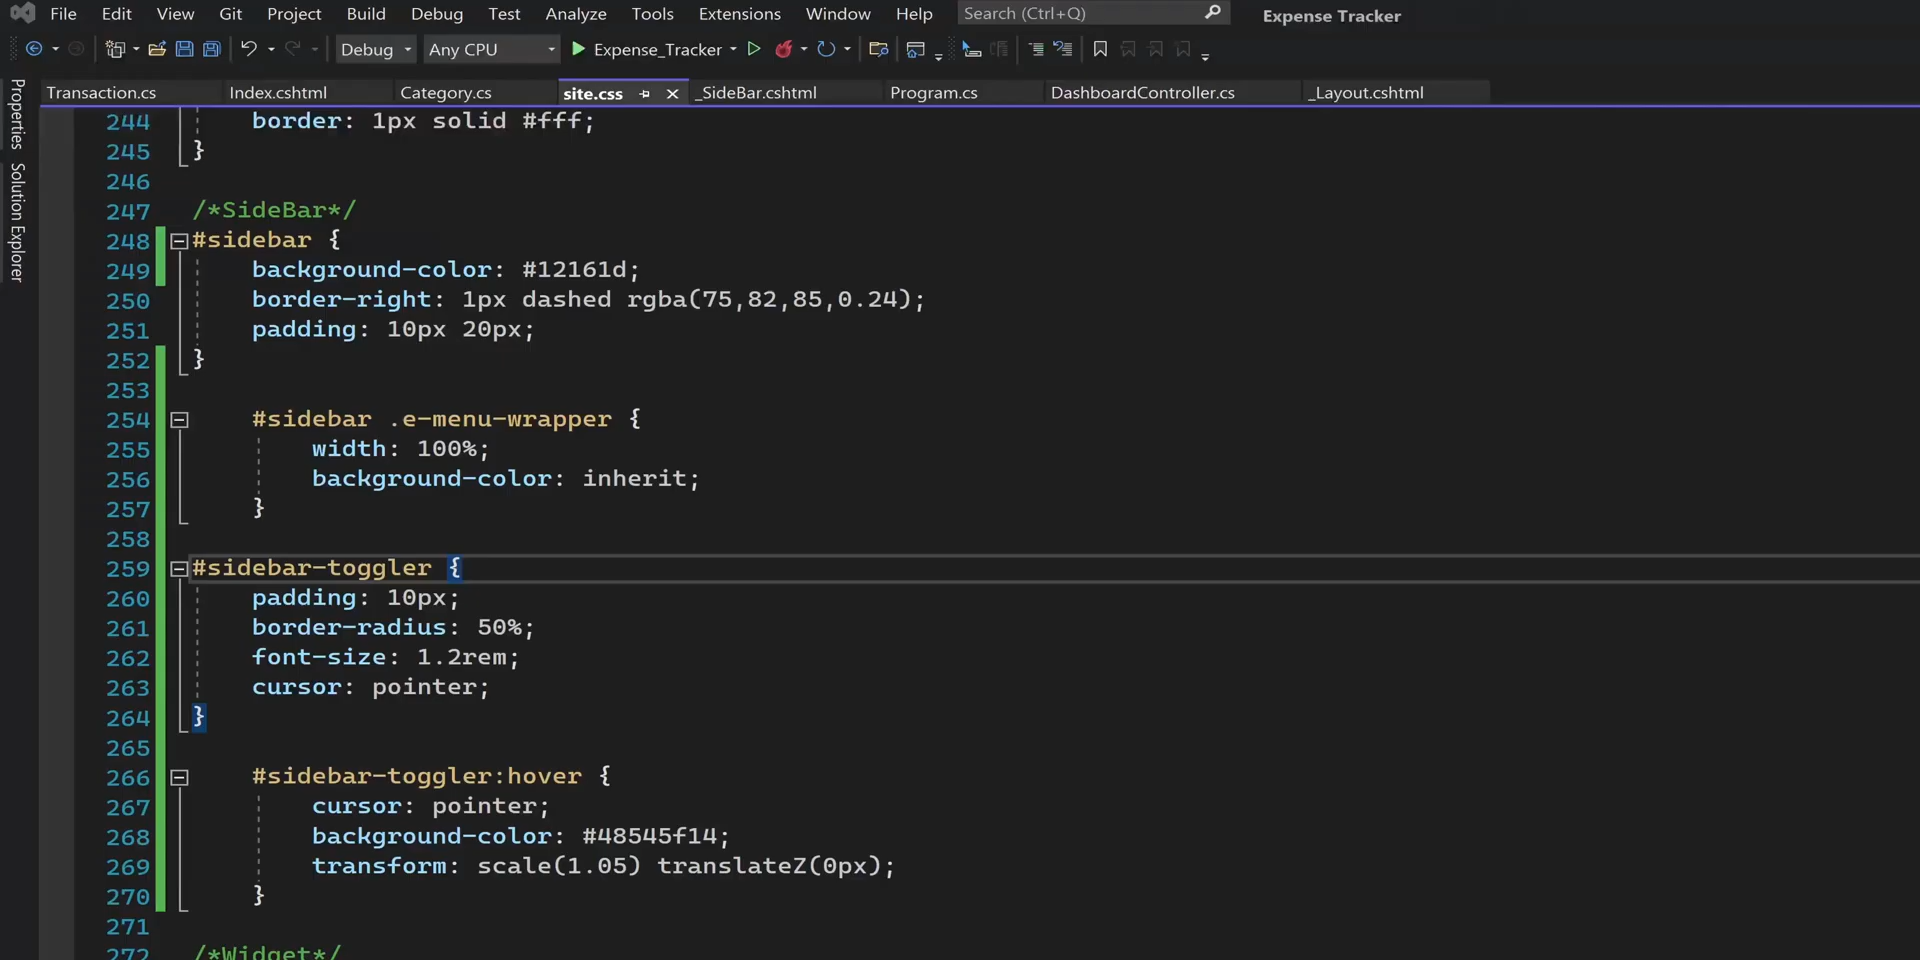 File Edit View Git Project Build Debug Test Analyze Tools Extensions Window Help Search (Ctrl+Q) Expense Tracker
Debug Any CPU Expense_Tracker
Transaction.cs Index.cshtml Category.cs site.css _SideBar.cshtml Program.cs DashboardController.cs _Layout.cshtml
Properties
Solution Explorer
244 border: 1px solid #fff;
245 }
246
247 /*SideBar*/
248 #sidebar {
249 background-color: #12161d;
250 border-right: 1px dashed rgba(75,82,85,0.24);
251 padding: 10px 20px;
252 }
253
254 #sidebar .e-menu-wrapper {
255 width: 100%;
256 background-color: inherit;
257 }
258
259 #sidebar-toggler {
260 padding: 10px;
261 border-radius: 50%;
262 font-size: 1.2rem;
263 cursor: pointer;
264 }
265
266 #sidebar-toggler:hover {
267 cursor: pointer;
268 background-color: #48545f14;
269 transform: scale(1.05) translateZ(0px);
270 }
271
272 /*Widget*/